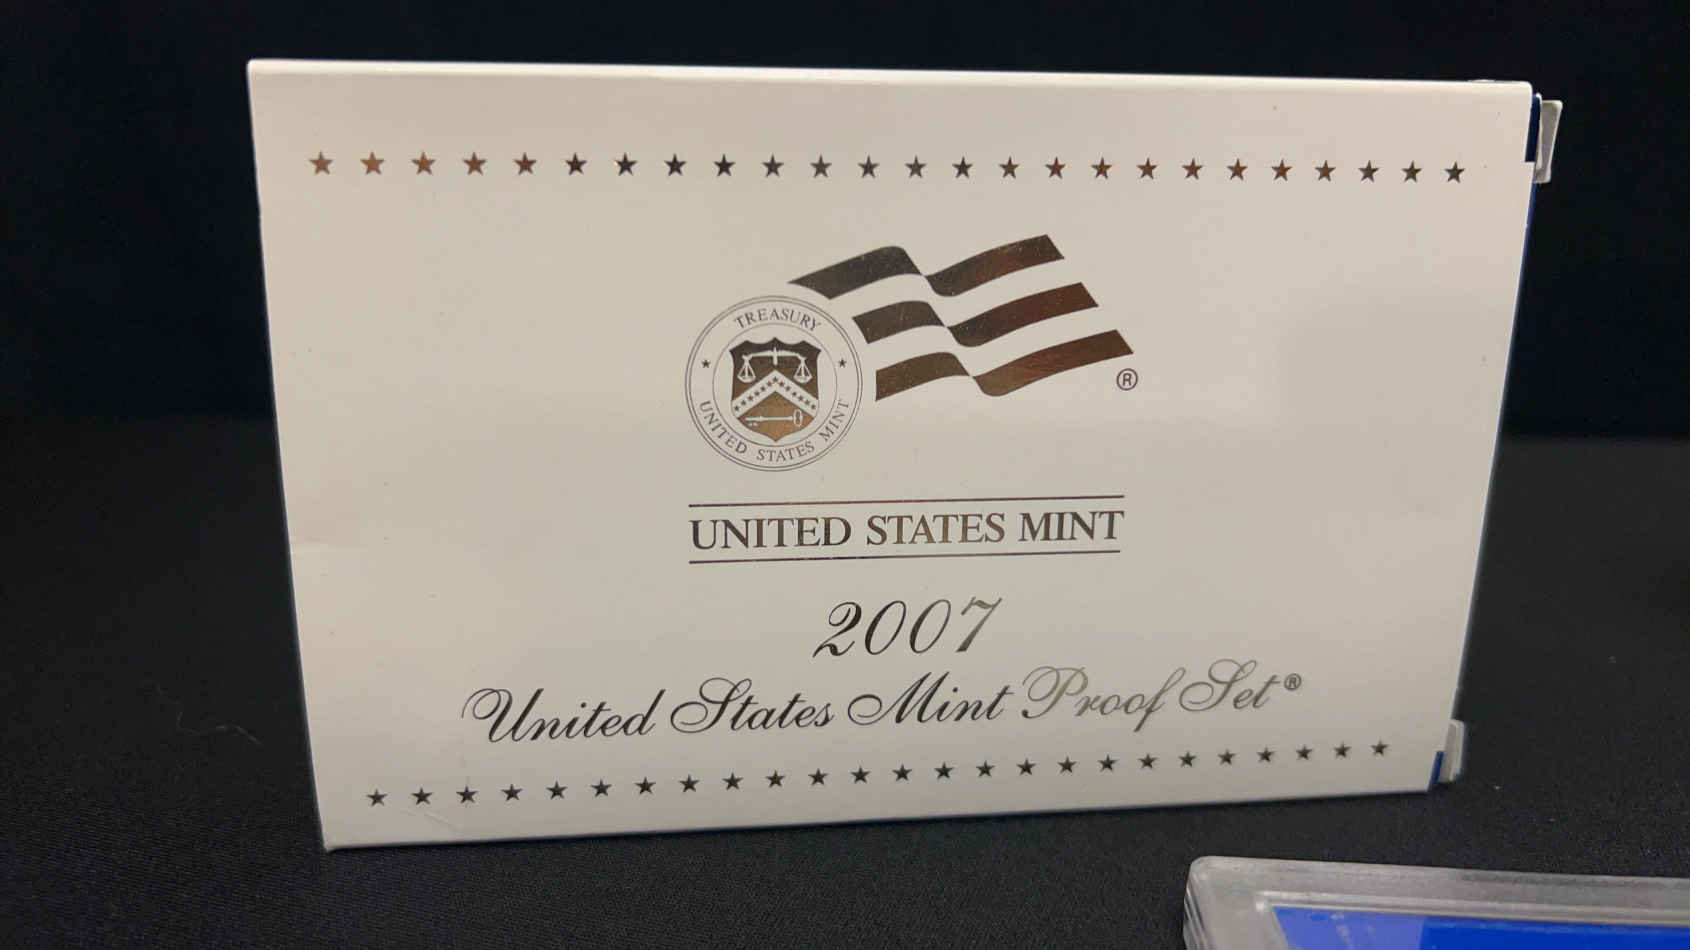 TREASURY
UNITED STATES MINT
®
UNITED STATES MINT
2007
United States Mint Proof Set®